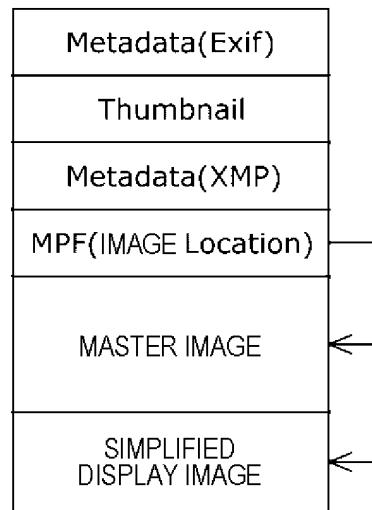 Metadata(Exif)
Thumbnail
Metadata(XMP)
MPF(IMAGE Location)
MASTER IMAGE
SIMPLIFIED
DISPLAY IMAGE